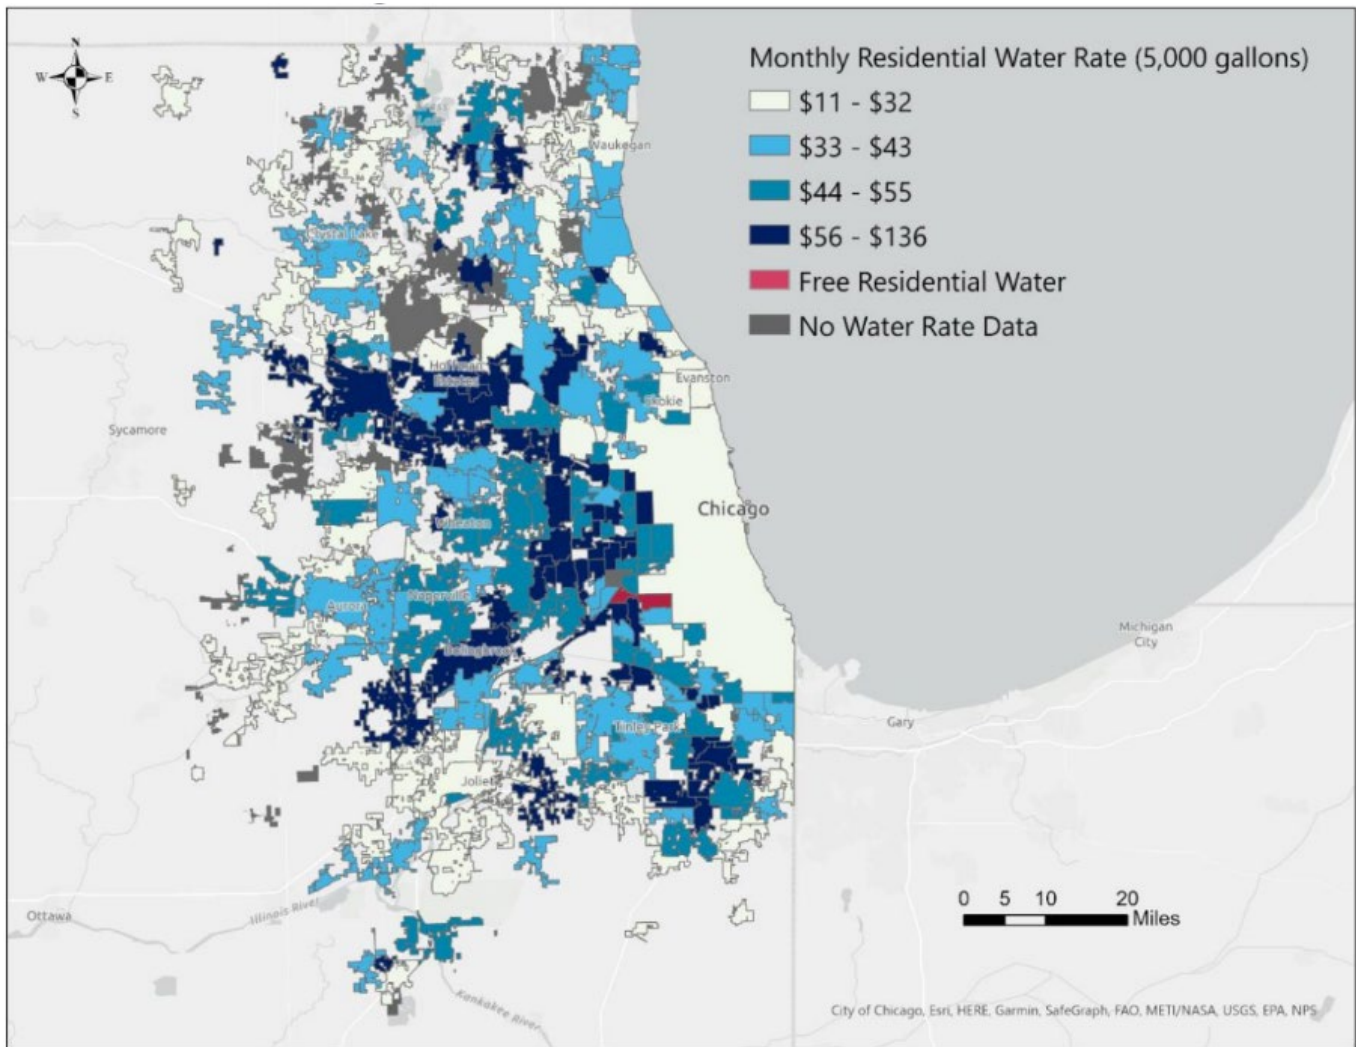 N
W E
S
Monthly Residential Water Rate (5,000 gallons)
$11 - $32
$33 - $43
$44 - $55
$56 - $136
Free Residential Water
No Water Rate Data
Waukegan
Crystal Lake
Hoffman
Estates
Evanston
Skokie
Sycamore
Chicago
Wheaton
Aurora
Naperville
Bolingbrook
Michigan
City
Gary
Tinley Park
Joliet
Ottawa
Illinois River
Kankakee River
0 5 10 20
Miles
City of Chicago, Esri, HERE, Garmin, SafeGraph, FAO, METI/NASA, USGS, EPA, NPS